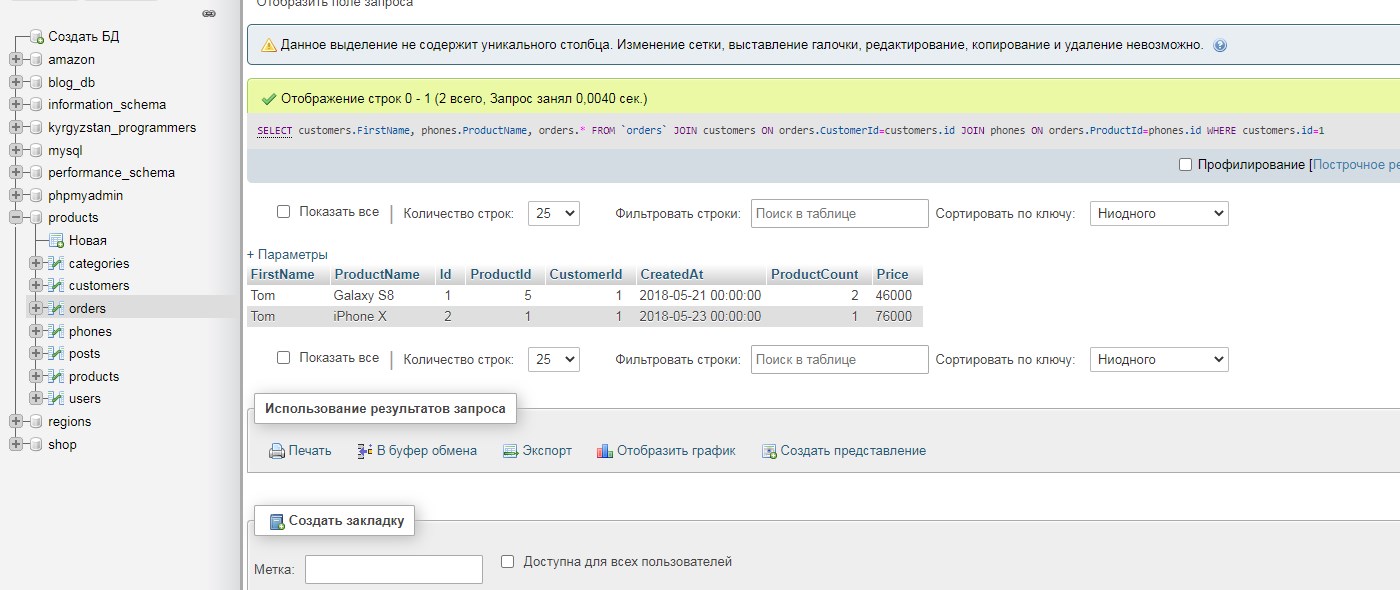 Отобразить поле запроса
Создать БД
amazon
blog_db
information_schema
kyrgyzstan_programmers
mysql
performance_schema
phpmyadmin
products
Новая
categories
customers
orders
phones
posts
products
users
regions
shop
Данное выделение не содержит уникального столбца. Изменение сетки, выставление галочки, редактирование, копирование и удаление невозможно.
Отображение строк 0 - 1 (2 всего, Запрос занял 0,0040 сек.)
SELECT customers.FirstName, phones.ProductName, orders.* FROM `orders` JOIN customers ON orders.CustomerId=customers.id JOIN phones ON orders.ProductId=phones.id WHERE customers.id=1
Профилирование [Построчное ре
Показать все | Количество строк: 25 Фильтровать строки: Поиск в таблице Сортировать по ключу: Ниодного
+ Параметры
FirstName ProductName Id ProductId CustomerId CreatedAt ProductCount Price
Tom Galaxy S8 1 5 1 2018-05-21 00:00:00 2 46000
Tom iPhone X 2 1 1 2018-05-23 00:00:00 1 76000
Показать все | Количество строк: 25 Фильтровать строки: Поиск в таблице Сортировать по ключу: Ниодного
Использование результатов запроса
Печать В буфер обмена Экспорт Отобразить график Создать представление
Создать закладку
Метка: Доступна для всех пользователей